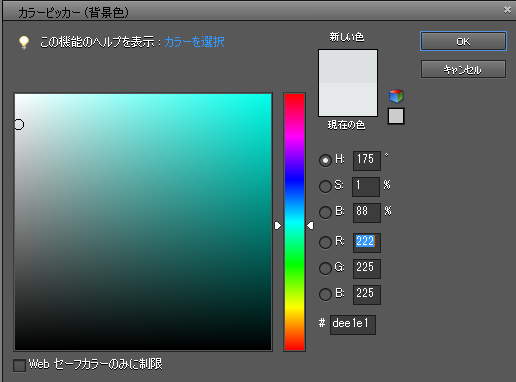 カラーピッカー (背景色)
この機能のヘルプを表示 : カラーを選択
新しい色
現在の色
OK
キャンセル
H: 175 °
S: 1 %
B: 88 %
R: 222
G: 225
B: 225
# dee1e1
Web セーフカラーのみに制限